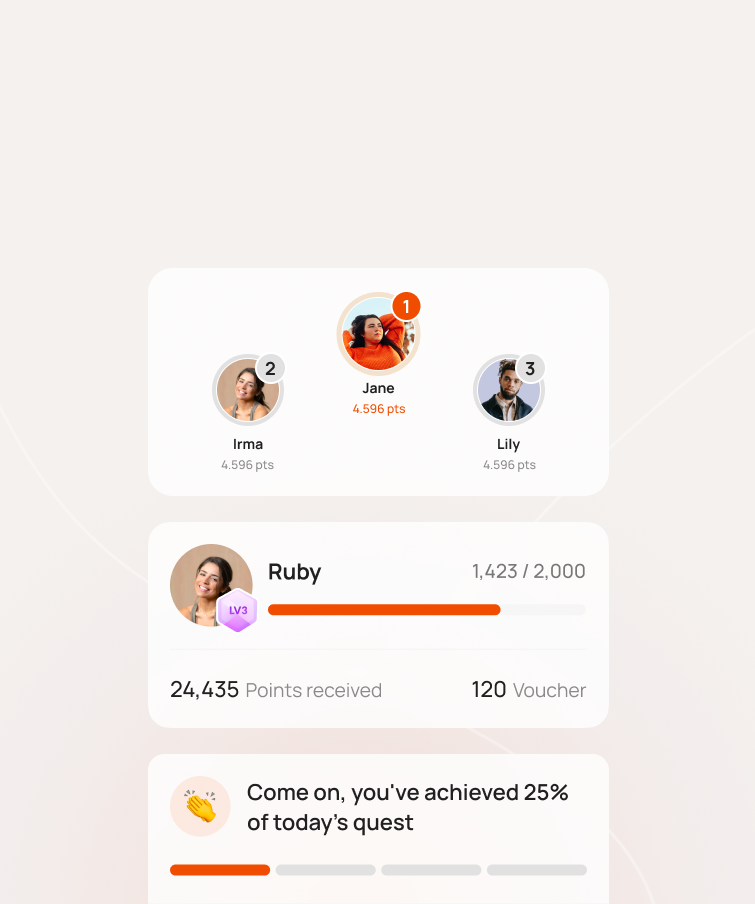 1
2
3
Jane
4.596 pts
Irma
4.596 pts
Lily
4.596 pts
Ruby
1,423 / 2,000
LV3
24,435 Points received
120 Voucher
Come on, you've achieved 25%
of today's quest